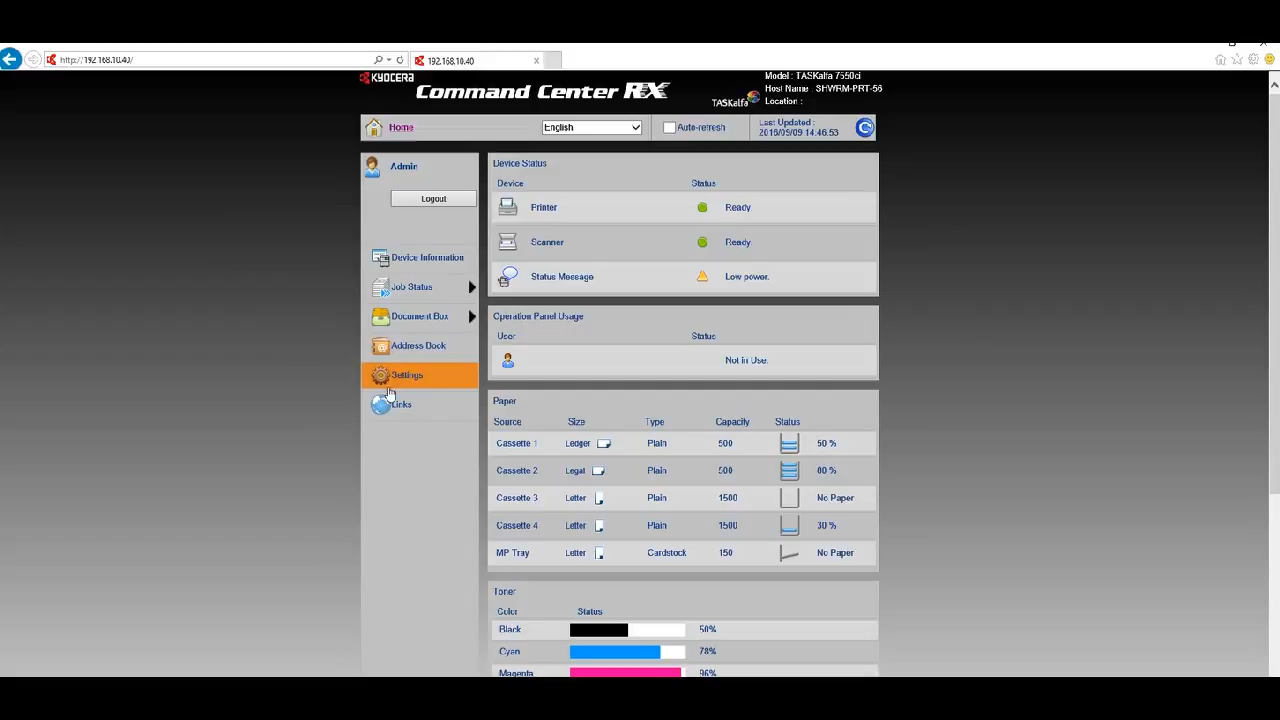 http://192.168.10.40/
192.168.10.40
KYOCERA
Command Center RX
TASKalfa
Model : TASKalfa 7550ci
Host Name : SHWRM-PRT-56
Location :
Home
English
Auto-refresh
Last Updated :
2016/09/09 14:46:53
Admin
Logout
Device Information
Job Status
Document Box
Address Book
Settings
Links
Device Status
Device Status
Printer Ready.
Scanner Ready.
Status Message Low power.
Operation Panel Usage
User Status
Not in Use.
Paper
Source Size Type Capacity Status
Cassette 1 Ledger Plain 500 50 %
Cassette 2 Legal Plain 500
Cassette 3 Letter Plain 1500 No Paper
Cassette 4 Letter Plain 1500 30 %
MP Tray Letter Cardstock 150 No Paper
Toner
Color Status
Black 50%
Cyan 78%
Magenta 96%